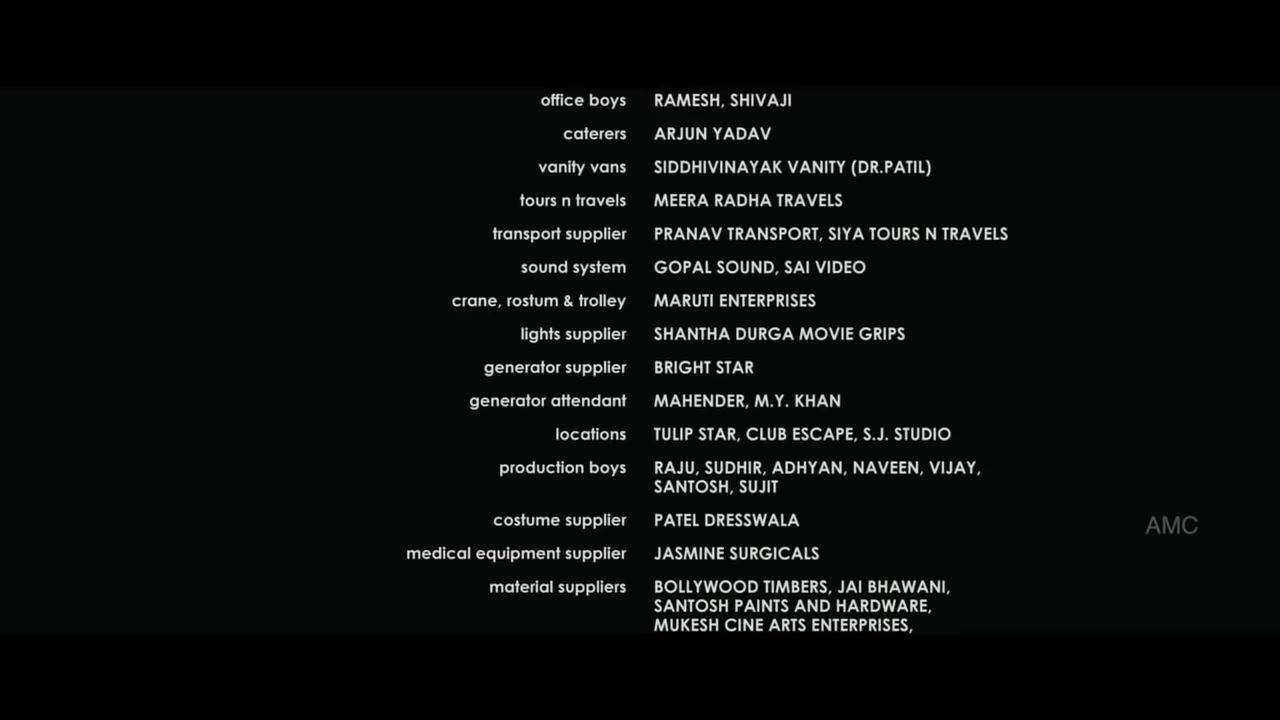 office boys RAMESH, SHIVAJI
caterers ARJUN YADAV
vanity vans SIDDHIVINAYAK VANITY (DR.PATIL)
tours n travels MEERA RADHA TRAVELS
transport supplier PRANAV TRANSPORT, SIYA TOURS N TRAVELS
sound system GOPAL SOUND, SAI VIDEO
crane, rostum & trolley MARUTI ENTERPRISES
lights supplier SHANTHA DURGA MOVIE GRIPS
generator supplier BRIGHT STAR
generator attendant MAHENDER, M.Y. KHAN
locations TULIP STAR, CLUB ESCAPE, S.J. STUDIO
production boys RAJU, SUDHIR, ADHYAN, NAVEEN, VIJAY,
SANTOSH, SUJIT
costume supplier PATEL DRESSWALA
AMC
medical equipment supplier JASMINE SURGICALS
material suppliers BOLLYWOOD TIMBERS, JAI BHAWANI,
SANTOSH PAINTS AND HARDWARE,
MUKESH CINE ARTS ENTERPRISES,